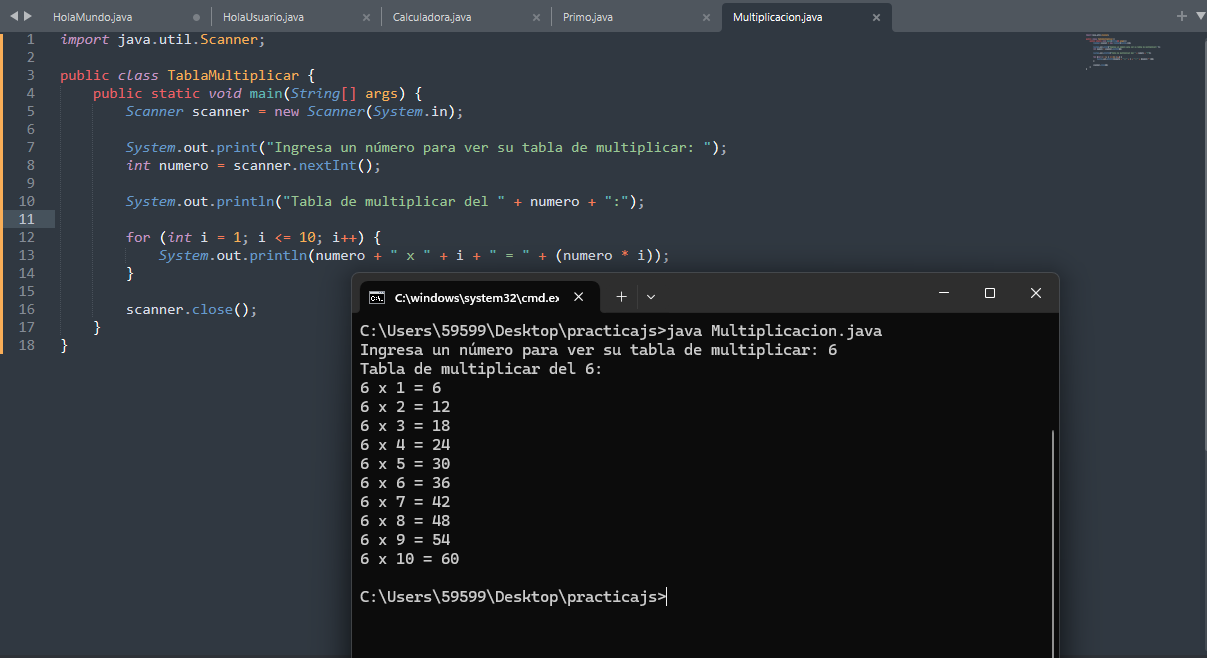 HolaMundo.java HolaUsuario.java Calculadora.java Primo.java Multiplicacion.java
1 import java.util.Scanner;
2
3 public class TablaMultiplicar {
4     public static void main(String[] args) {
5         Scanner scanner = new Scanner(System.in);
6
7         System.out.print("Ingresa un número para ver su tabla de multiplicar: ");
8         int numero = scanner.nextInt();
9
10         System.out.println("Tabla de multiplicar del " + numero + ":");
11
12         for (int i = 1; i <= 10; i++) {
13             System.out.println(numero + " x " + i + " = " + (numero * i));
14         }
15
16         scanner.close();
17     }
18 }
C:\windows\system32\cmd.ex
C:\Users\59599\Desktop\practicajs>java Multiplicacion.java
Ingresa un número para ver su tabla de multiplicar: 6
Tabla de multiplicar del 6:
6 x 1 = 6
6 x 2 = 12
6 x 3 = 18
6 x 4 = 24
6 x 5 = 30
6 x 6 = 36
6 x 7 = 42
6 x 8 = 48
6 x 9 = 54
6 x 10 = 60
C:\Users\59599\Desktop\practicajs>